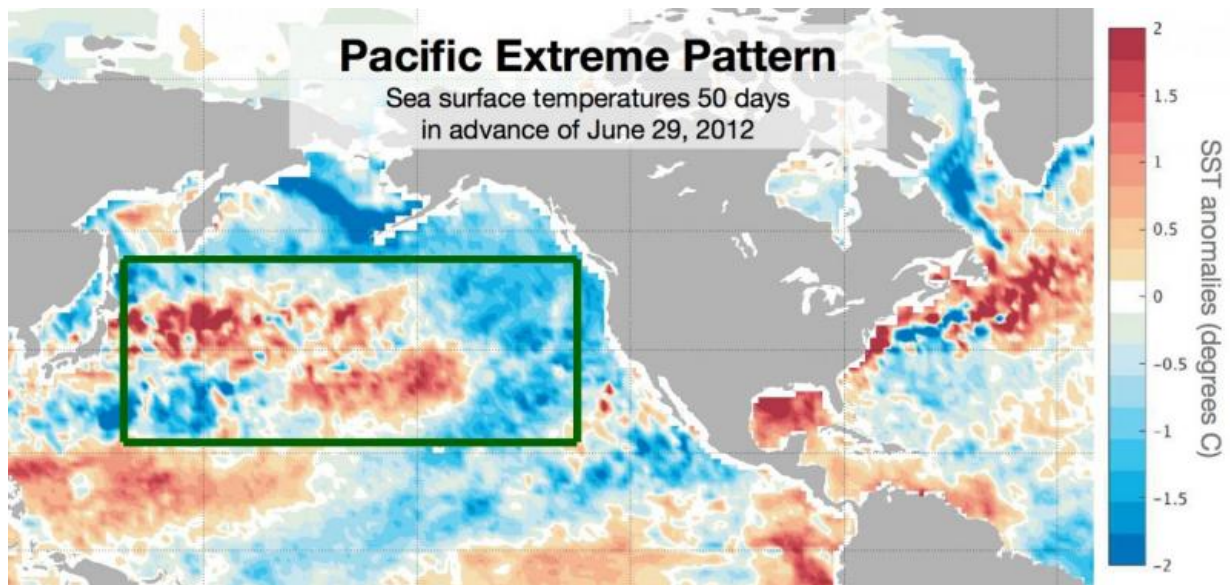 Pacific Extreme Pattern
Sea surface temperatures 50 days
in advance of June 29, 2012
2
1.5
1
0.5
0
-0.5
-1
-1.5
-2
SST anomalies (degrees C)